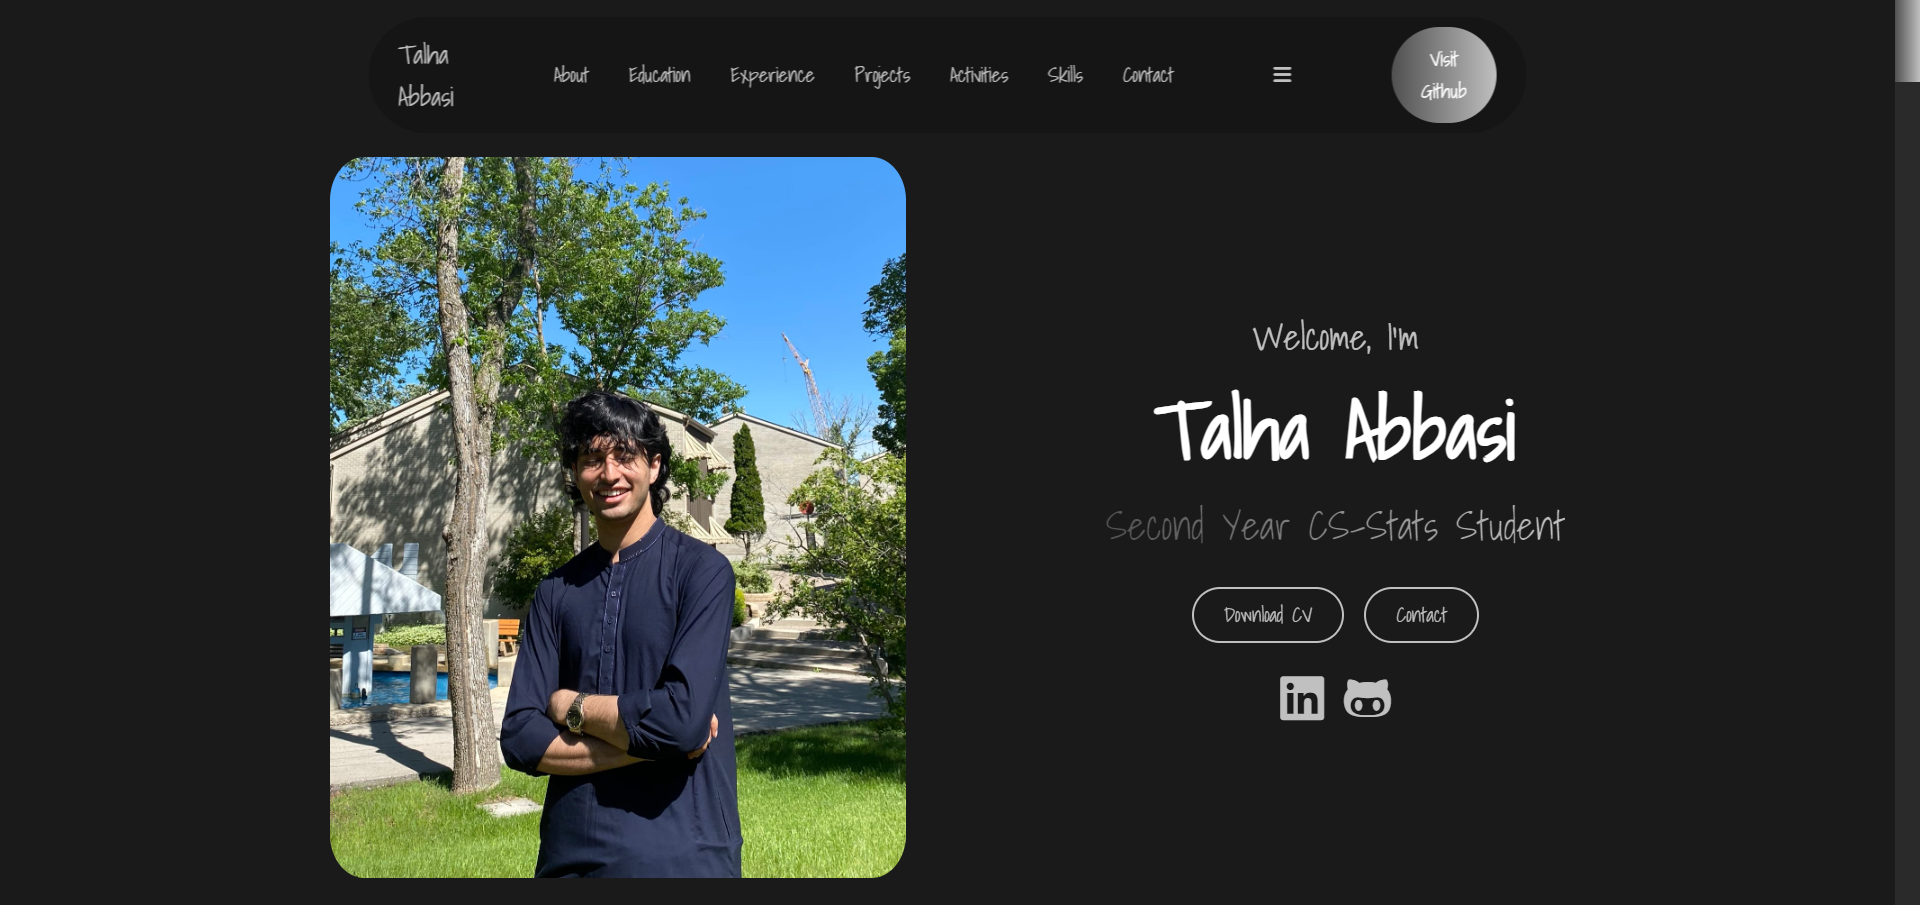 Talha
Abbasi
About Education Experience Projects Activities Skills Contact
Visit
Github
Welcome, I'm
Talha Abbasi
Second Year CS-Stats Student
Download CV Contact
in